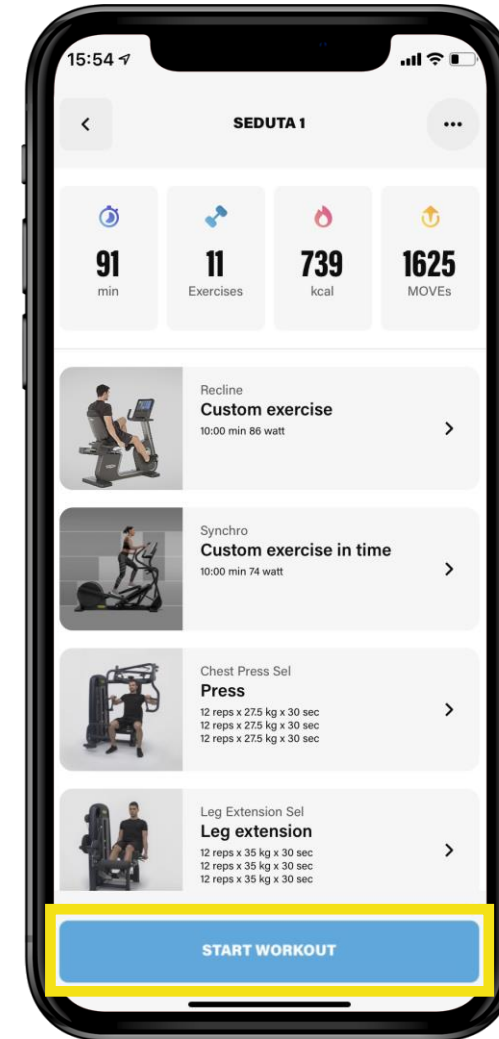 15:54
SEDUTA 1
91
min
11
Exercises
739
kcal
1625
MOVEs
Recline
Custom exercise
10:00 min 86 watt
Synchro
Custom exercise in time
10:00 min 74 watt
Chest Press Sel
Press
12 reps x 27.5 kg x 30 sec
12 reps x 27.5 kg x 30 sec
12 reps x 27.5 kg x 30 sec
Leg Extension Sel
Leg extension
12 reps x 35 kg x 30 sec
12 reps x 35 kg x 30 sec
12 reps x 35 kg x 30 sec
START WORKOUT